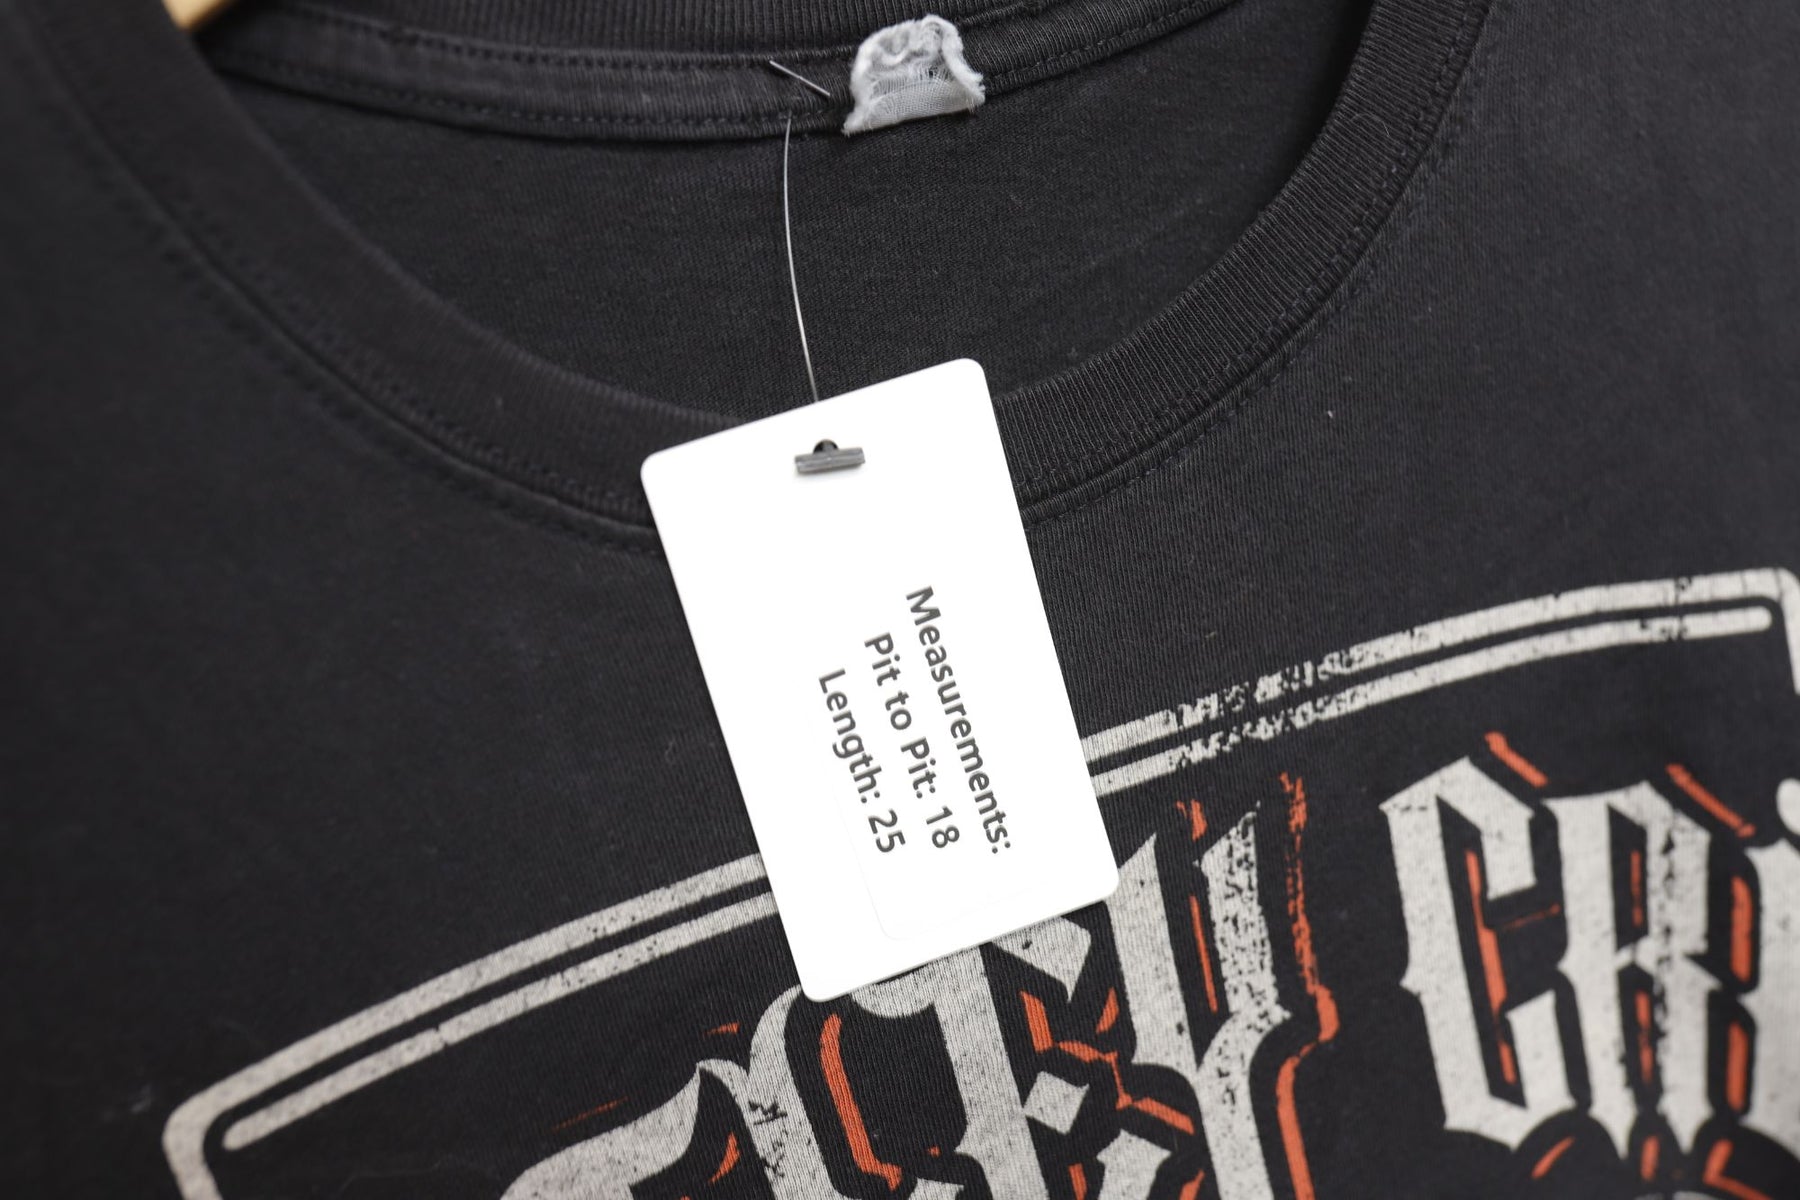 Measurements:
Pit to Pit: 18
Length: 25